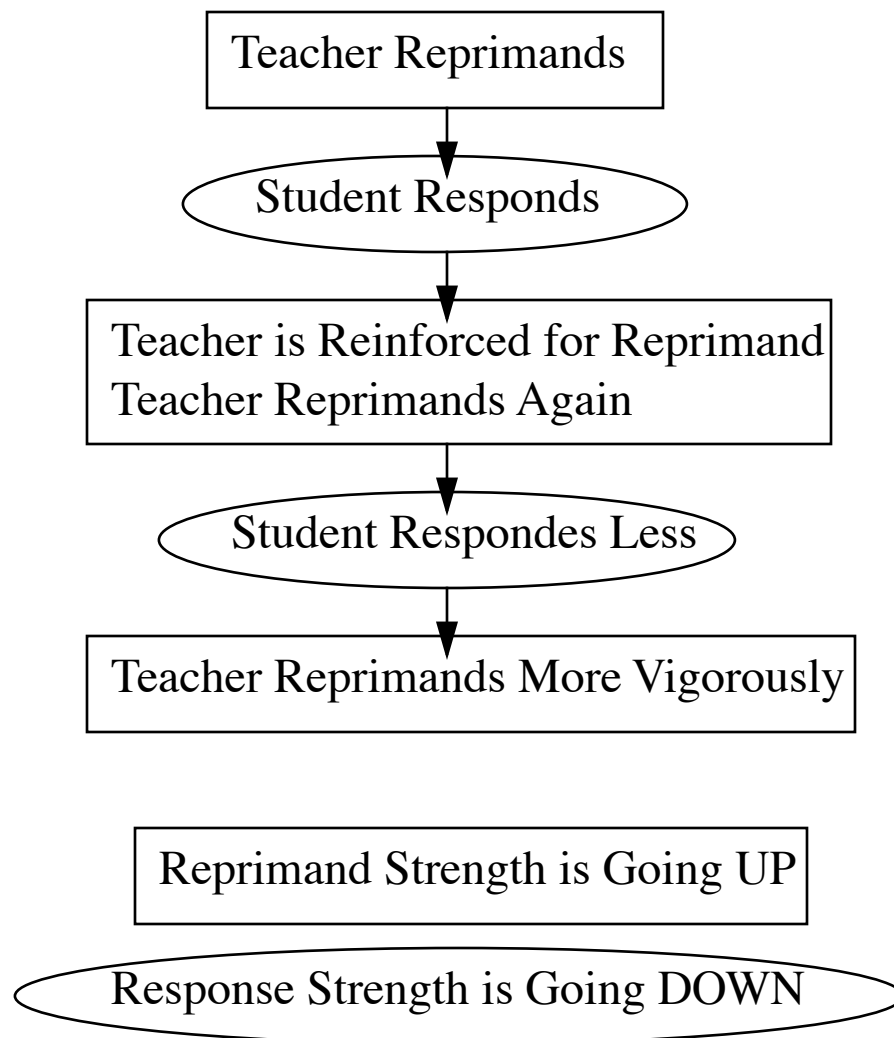 Teacher Reprimands
Student Responds
Teacher is Reinforced for Reprimand
Teacher Reprimands Again
Student Respondes Less
Teacher Reprimands More Vigorously
Reprimand Strength is Going UP
Response Strength is Going DOWN